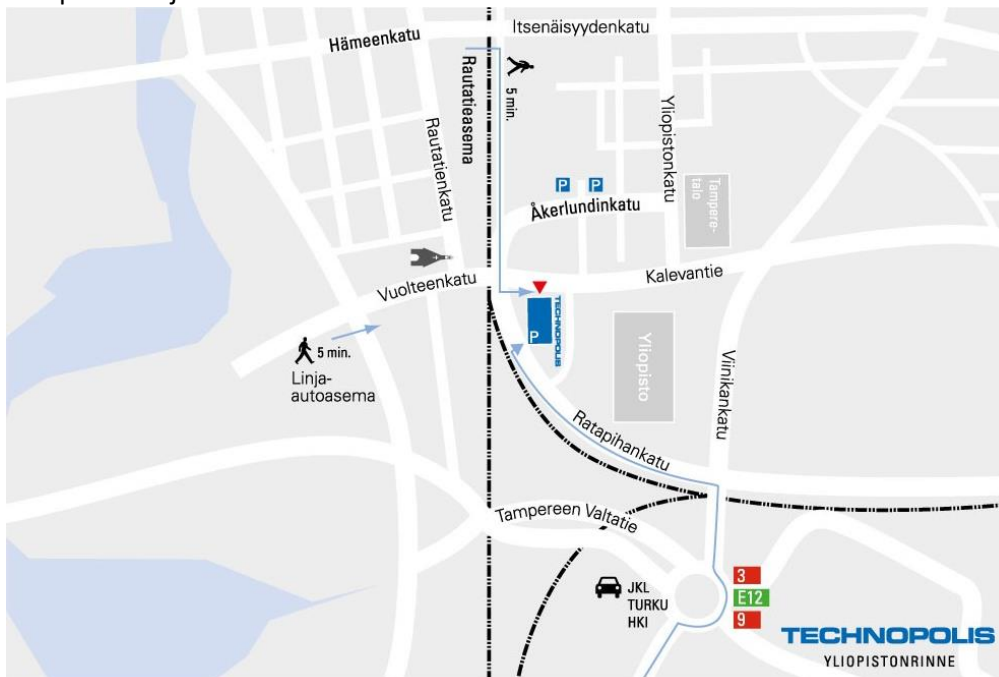 Hämeenkatu
Itsenäisyydenkatu
Rautatieasema
5 min.
Rautatienkatu
Yliopistonkatu
P P
Tampere-
talo
Åkerlundinkatu
Kalevantie
Vuolteenkatu
TECHNOPOLIS
P
5 min.
Linja-
autoasema
Yliopisto
Viinikankatu
Ratapihankatu
Tampereen Valtatie
JKL
TURKU
HKI
3
E12
9
TECHNOPOLIS
YLIOPISTONRINNE